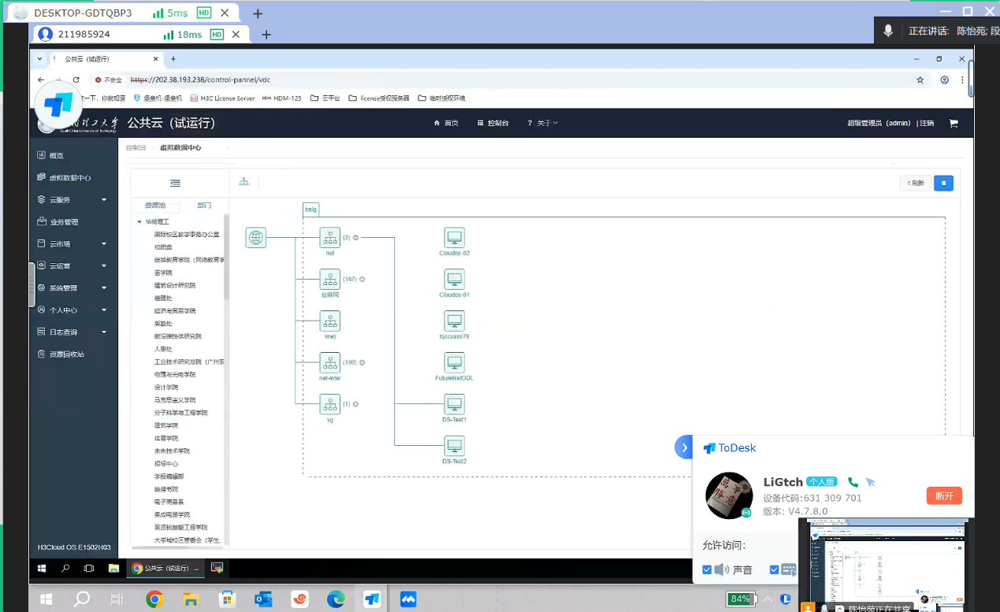 DESKTOP-GDTQBP3 5ms HD
211985924 18ms HD
正在讲话: 陈怡苑; 段
公共云（试运行）
不安全 https://202.38.193.238/control-pannel/vdc
一下，你就知道 堡垒机-堡垒机 H3C License Server HDM-125 云平台 license授权服务器 临时授权环境
理工大学 公共云（试运行） 首页 控制台 ? 关于 超级管理员（admin） | 注销
South China University of Technology
控制台 虚拟数据中心
概览
虚拟数据中心
云服务
业务管理
云市场
云运营
系统管理
个人中心
日志查询
资源回收站
H3Cloud OS E1502H03
刷新
资源池 部门
华南理工
国际校区教学事务办公室
校团委
继续教育学院（网络教育学
医学院
建筑设计研究院
基建处
经济与贸易学院
后勤处
前沿弹性体研究院
人事处
工业技术研究总院（广州现
物理与光电学院
设计学院
马克思主义学院
分子科学与工程学院
建筑学院
体育学院
未来技术学院
招标中心
学报编辑部
峻德书院
电子商务系
集成电路学院
吴贤铭智能工程学院
大学城校区管委会（学生.
hnlg
net (2)
业务网 (167)
vnet
net-inter (190)
vg (1)
Cloudos-02
Cloudos-01
FutureNetODL
DS-Test1
DS-Test2
ToDesk
LiGtch 个人版
设备代码:631 309 701
版本: V4.7.8.0
断开
允许访问:
声音
公共云（试运行）...
84%
陈怡苑正在共享